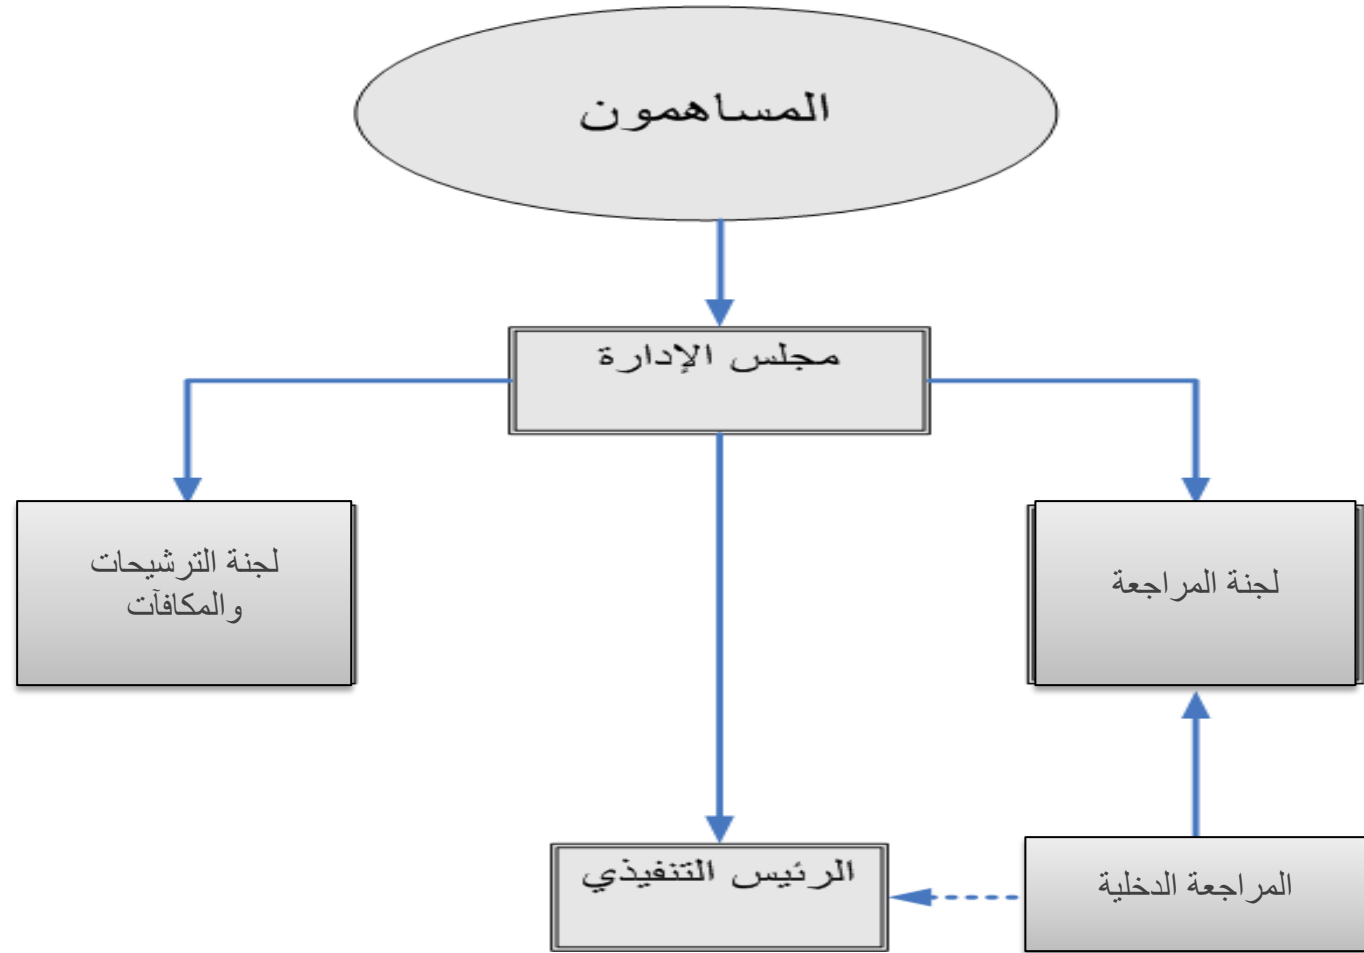 المساهمون
مجلس الإدارة
لجنة المراجعة
لجنة الترشيحات
والمكافآت
الرئيس التنفيذي
المراجعة الدخلية